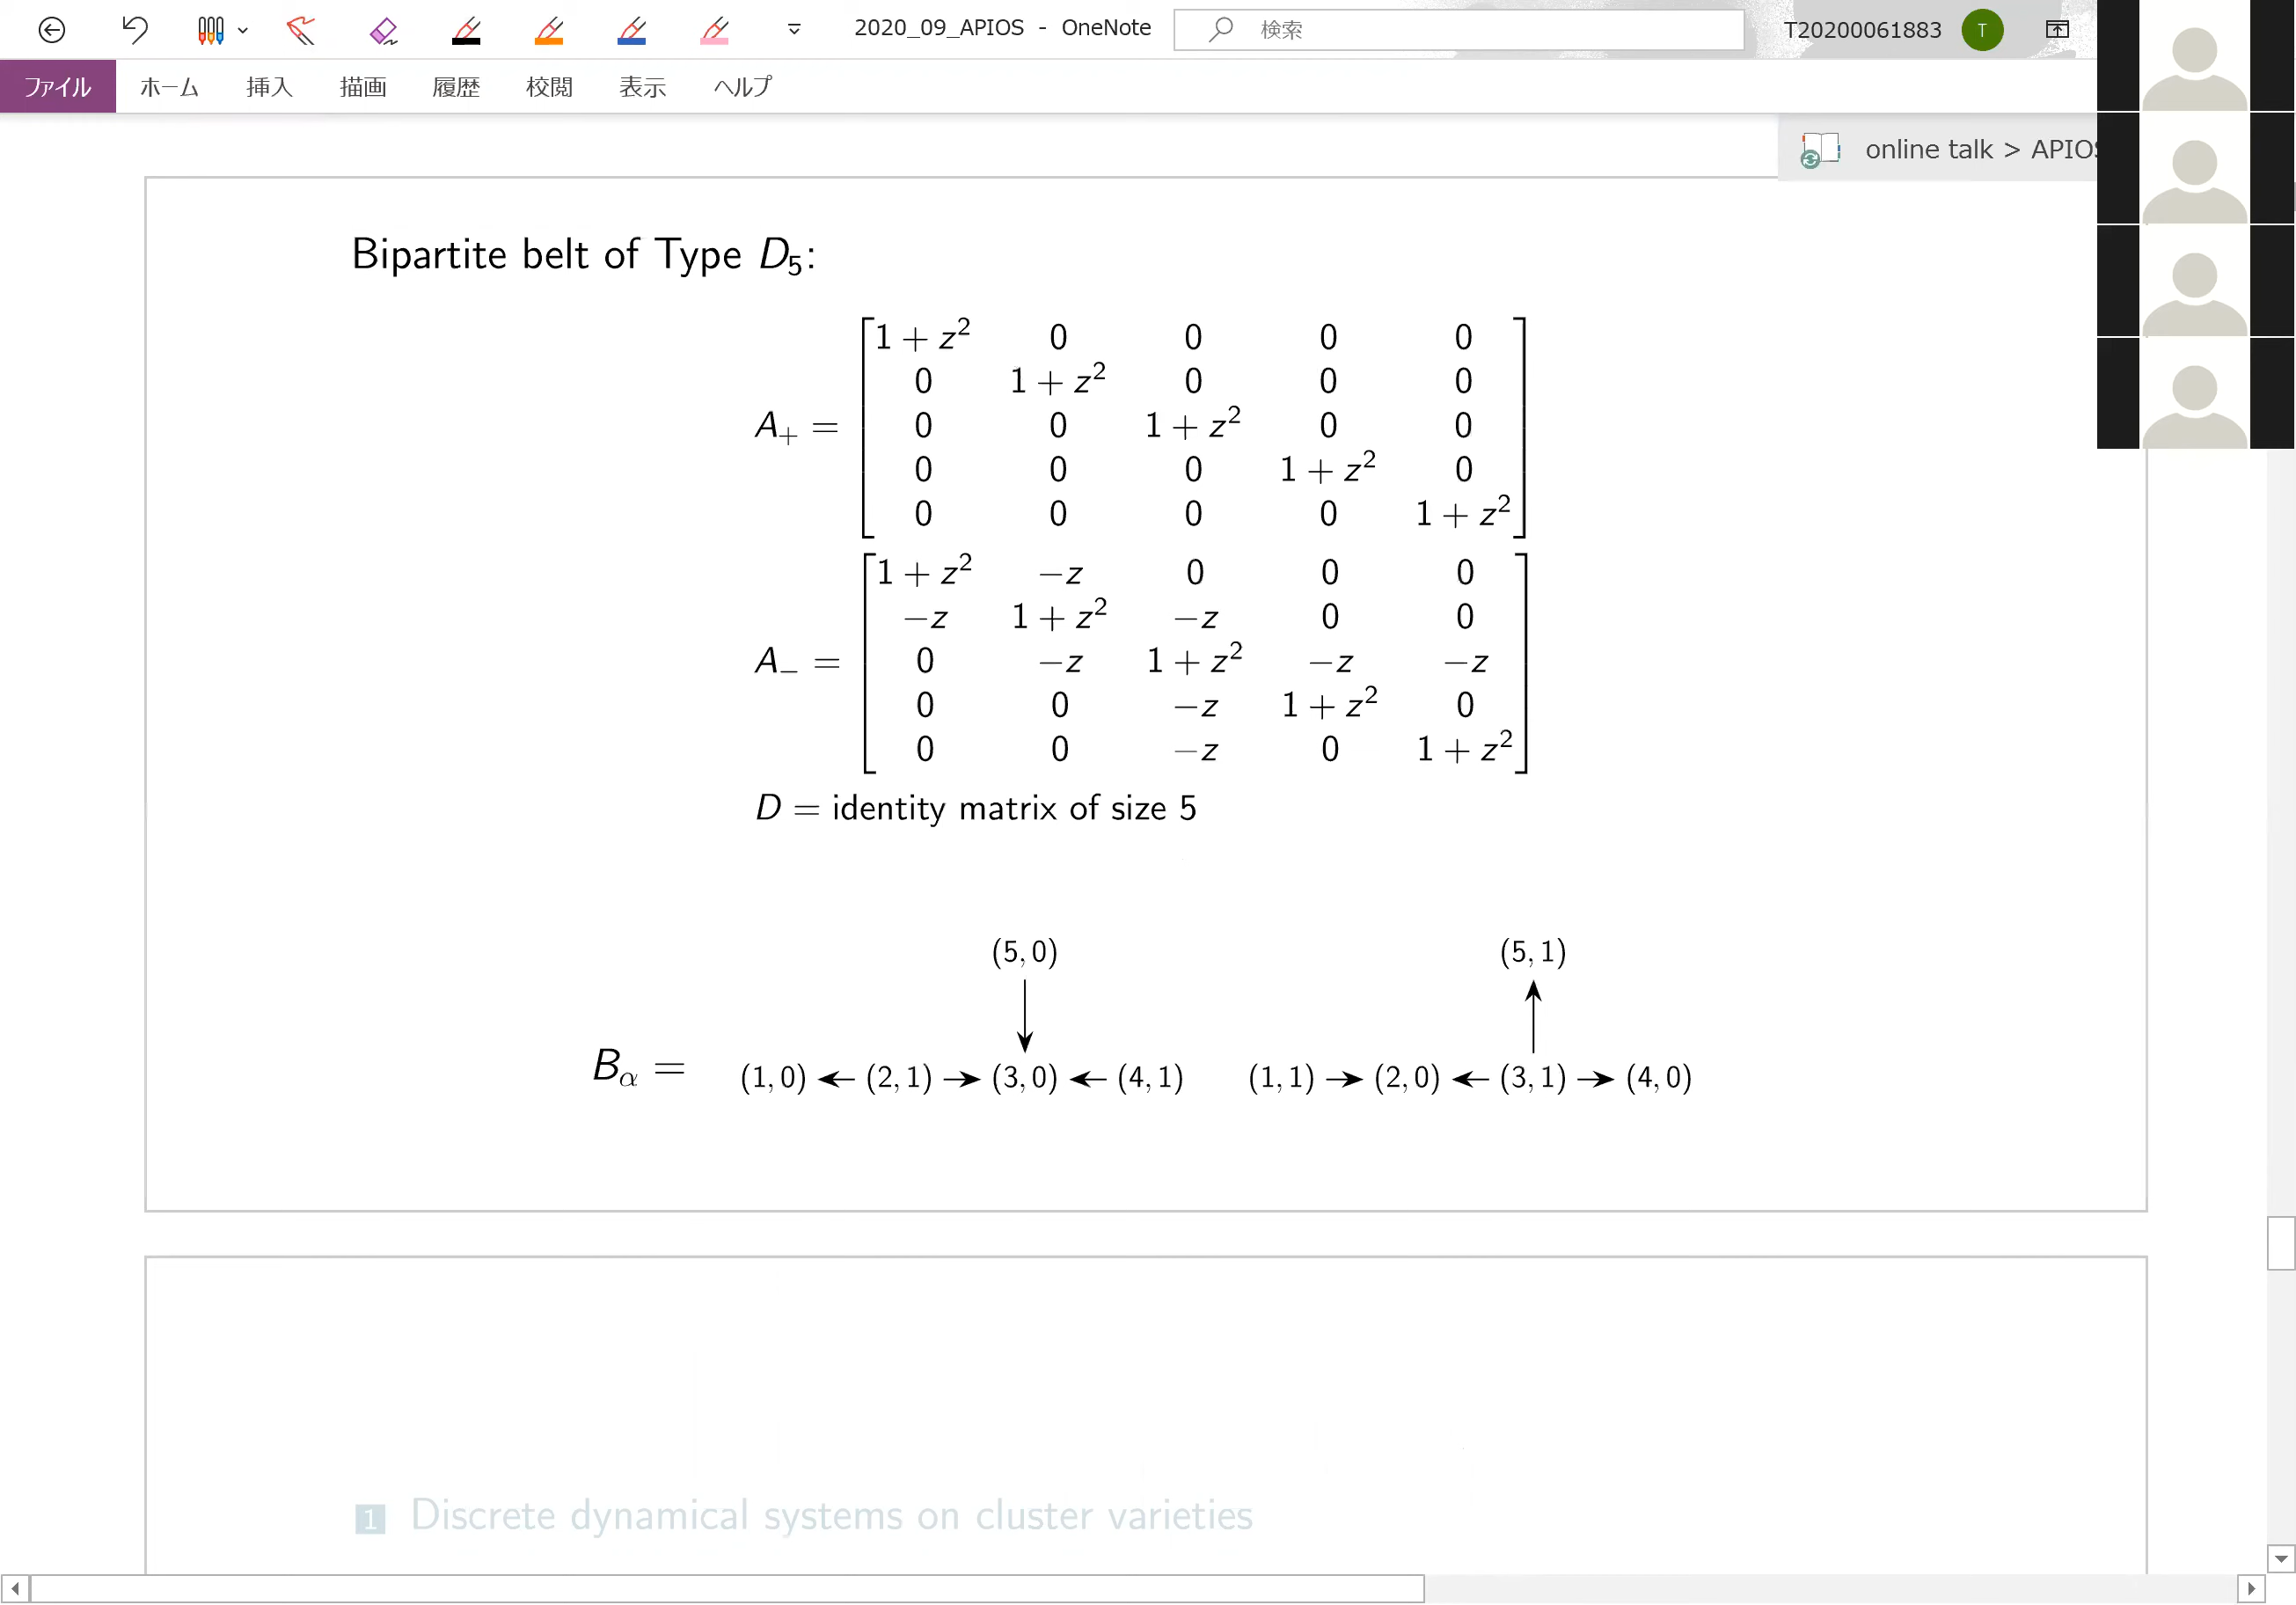 2020_09_APIOS - OneNote 検索 T20200061883 T
ファイル ホーム 挿入 描画 履歴 校閲 表示 ヘルプ
online talk > APIOS
Bipartite belt of Type D₅:
A₊ =
1 + z² 0 0 0 0
0 1 + z² 0 0 0
0 0 1 + z² 0 0
0 0 0 1 + z² 0
0 0 0 0 1 + z²
A₋ =
1 + z² −z 0 0 0
−z 1 + z² −z 0 0
0 −z 1 + z² −z −z
0 0 −z 1 + z² 0
0 0 −z 0 1 + z²
D = identity matrix of size 5
(5, 0) (5, 1)
↓ ↑
Bα = (1, 0) ← (2, 1) → (3, 0) ← (4, 1) (1, 1) → (2, 0) ← (3, 1) → (4, 0)
1 Discrete dynamical systems on cluster varieties